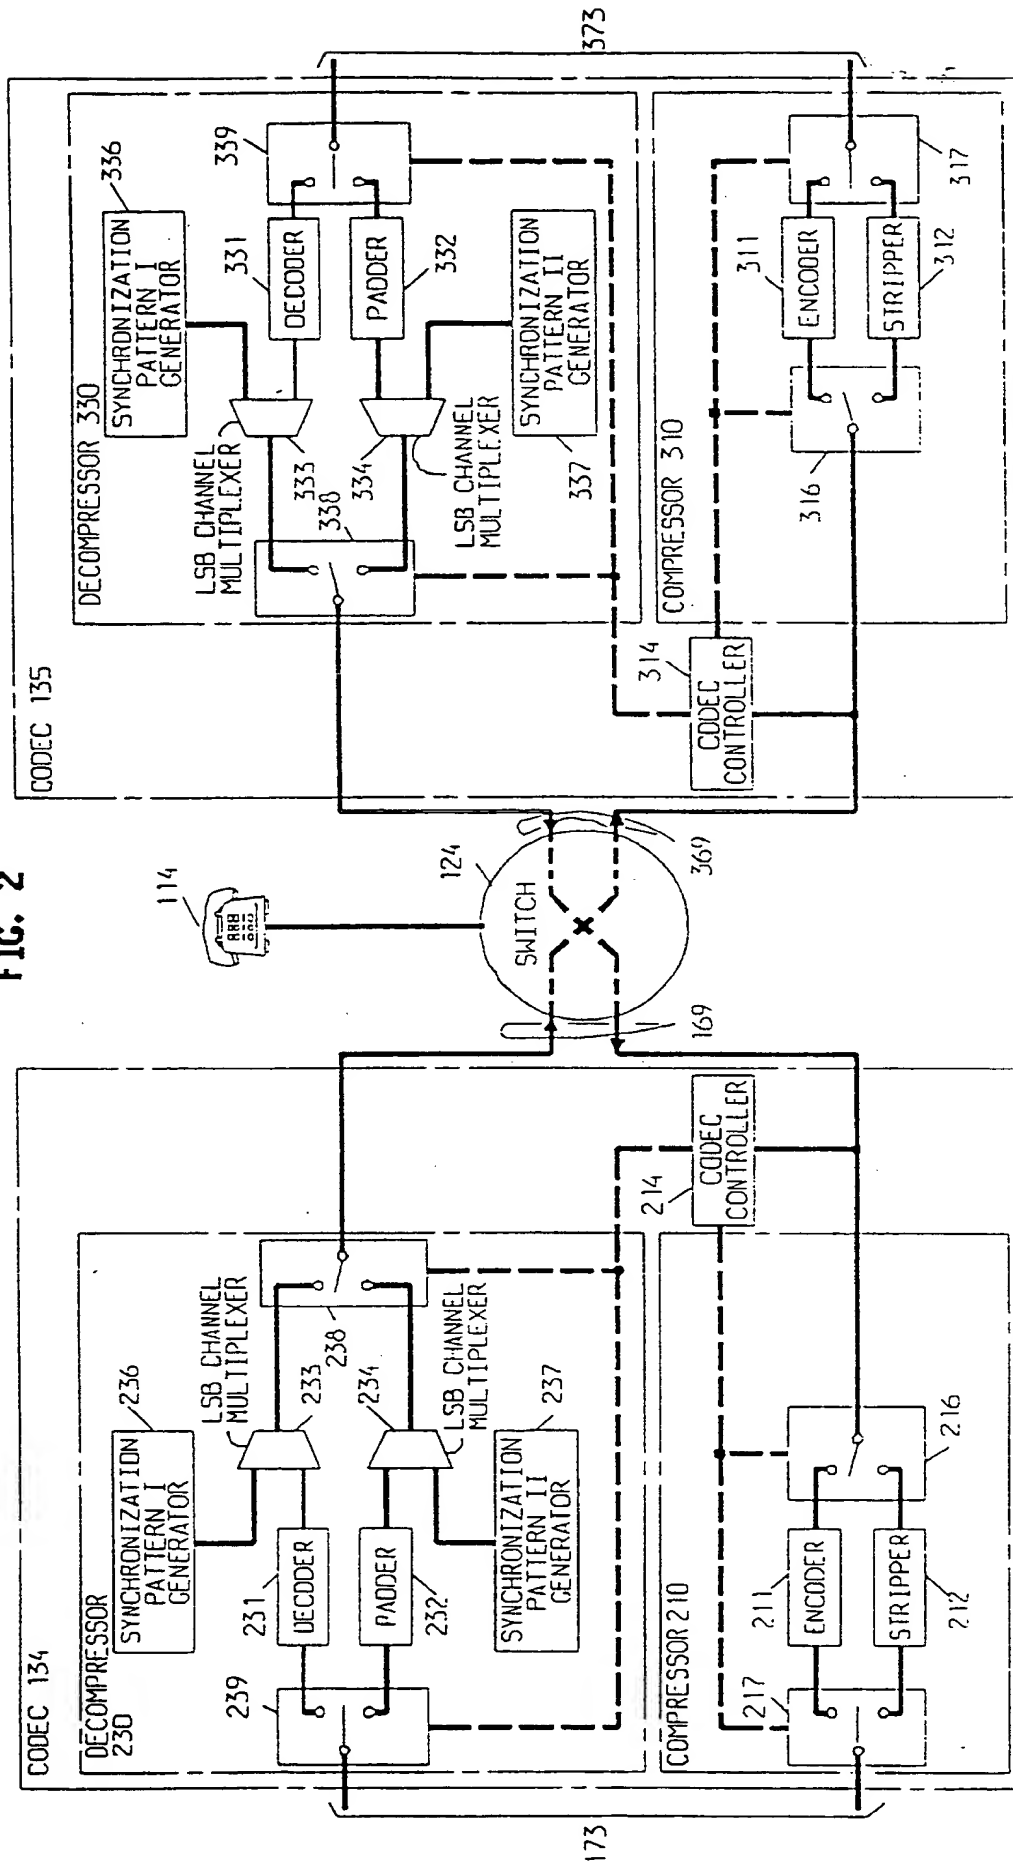 FIG. 2
CODEC 134
DECOMPRESSOR
230
SYNCHRONIZATION
PATTERN I
GENERATOR
236
LSB CHANNEL
MULTIPLEXER
233
238
239
231
DECODER
PADDER
232
234
LSB CHANNEL
MULTIPLEXER
SYNCHRONIZATION
PATTERN II
GENERATOR
237
173
214
CODEC
CONTROLLER
COMPRESSOR 210
217
211
ENCODER
STRIPPER
212
216
114
124
SWITCH
169
369
CODEC 135
DECOMPRESSOR 330
SYNCHRONIZATION
PATTERN I
GENERATOR
336
LSB CHANNEL
MULTIPLEXER
333
338
331
DECODER
339
PADDER
332
334
LSB CHANNEL
MULTIPLEXER
SYNCHRONIZATION
PATTERN II
GENERATOR
337
373
314
CODEC
CONTROLLER
COMPRESSOR 310
316
311
ENCODER
STRIPPER
312
317